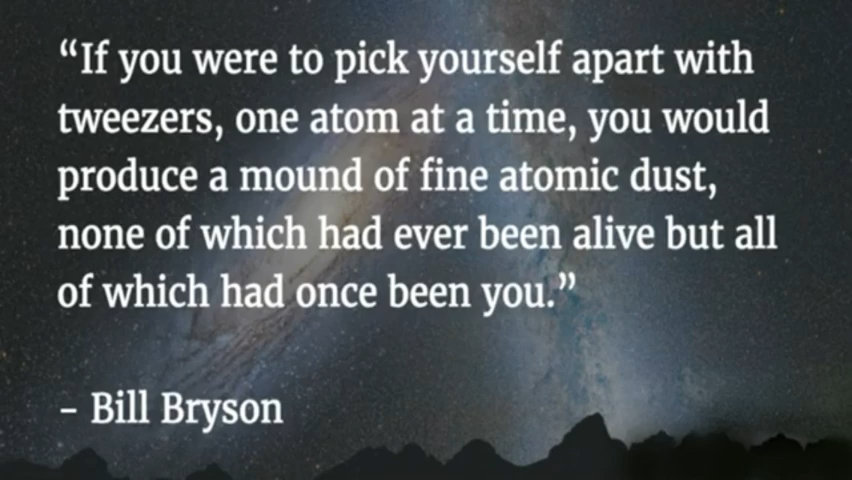 “If you were to pick yourself apart with
tweezers, one atom at a time, you would
produce a mound of fine atomic dust,
none of which had ever been alive but all
of which had once been you.”
– Bill Bryson